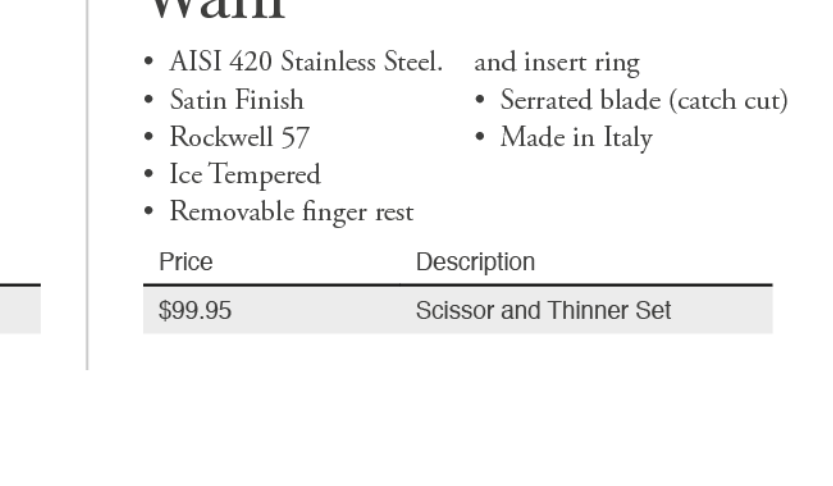 Wahl
• AISI 420 Stainless Steel.
• Satin Finish
• Rockwell 57
• Ice Tempered
• Removable finger rest
and insert ring
• Serrated blade (catch cut)
• Made in Italy
Price Description
$99.95 Scissor and Thinner Set